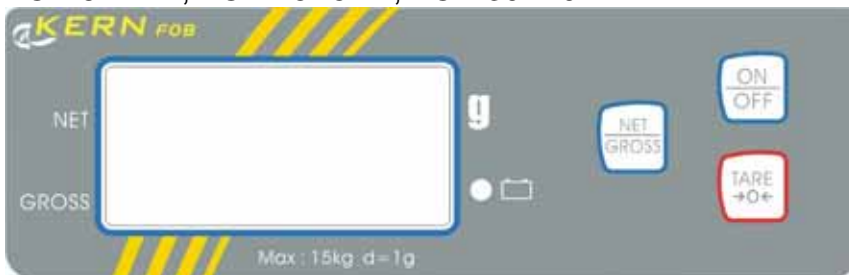 KERN FOB
NET
g
GROSS
NET
GROSS
ON
OFF
TARE
→0←
Max : 15kg d=1g